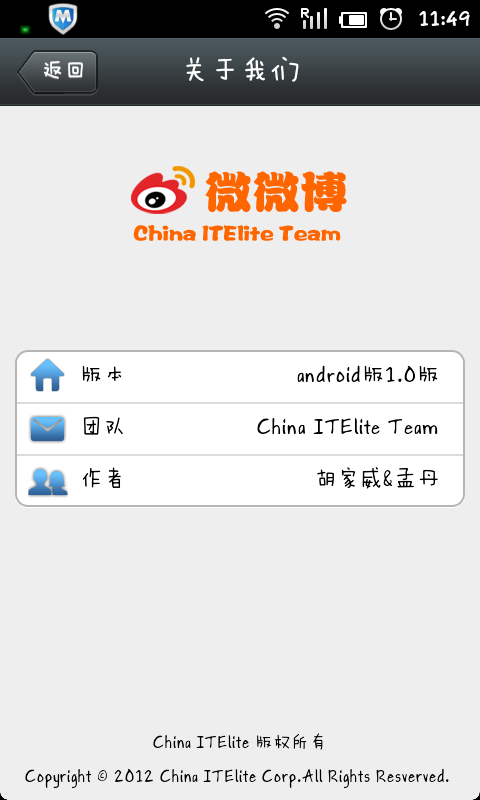 R 11:49
返回 关于我们
微微博
China ITElite Team
版本 android版1.0版
团队 China ITElite Team
作者 胡家威&孟丹
China ITElite 版权所有
Copyright © 2012 China ITElite Corp.All Rights Resverved.